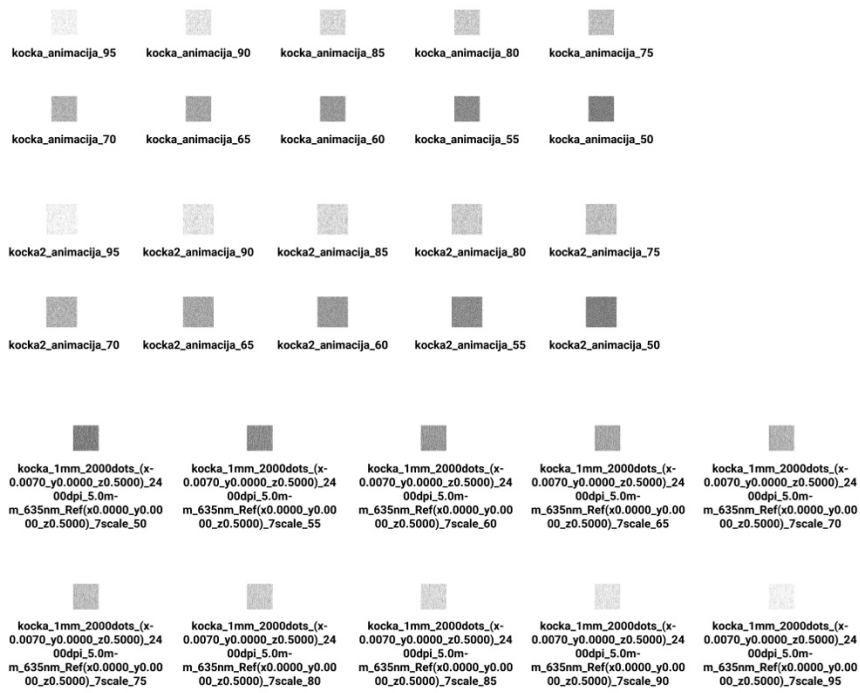 kocka_animacija_95 kocka_animacija_90 kocka_animacija_85 kocka_animacija_80 kocka_animacija_75
kocka_animacija_70 kocka_animacija_65 kocka_animacija_60 kocka_animacija_55 kocka_animacija_50
kocka2_animacija_95 kocka2_animacija_90 kocka2_animacija_85 kocka2_animacija_80 kocka2_animacija_75
kocka2_animacija_70 kocka2_animacija_65 kocka2_animacija_60 kocka2_animacija_55 kocka2_animacija_50
kocka_1mm_2000dots_(x-
0.0070_y0.0000_z0.5000)_24
00dpi_5.0m-
m_635nm_Ref(x0.0000_y0.00
00_z0.5000)_7scale_50
kocka_1mm_2000dots_(x-
0.0070_y0.0000_z0.5000)_24
00dpi_5.0m-
m_635nm_Ref(x0.0000_y0.00
00_z0.5000)_7scale_55
kocka_1mm_2000dots_(x-
0.0070_y0.0000_z0.5000)_24
00dpi_5.0m-
m_635nm_Ref(x0.0000_y0.00
00_z0.5000)_7scale_60
kocka_1mm_2000dots_(x-
0.0070_y0.0000_z0.5000)_24
00dpi_5.0m-
m_635nm_Ref(x0.0000_y0.00
00_z0.5000)_7scale_65
kocka_1mm_2000dots_(x-
0.0070_y0.0000_z0.5000)_24
00dpi_5.0m-
m_635nm_Ref(x0.0000_y0.00
00_z0.5000)_7scale_70
kocka_1mm_2000dots_(x-
0.0070_y0.0000_z0.5000)_24
00dpi_5.0m-
m_635nm_Ref(x0.0000_y0.00
00_z0.5000)_7scale_75
kocka_1mm_2000dots_(x-
0.0070_y0.0000_z0.5000)_24
00dpi_5.0m-
m_635nm_Ref(x0.0000_y0.00
00_z0.5000)_7scale_80
kocka_1mm_2000dots_(x-
0.0070_y0.0000_z0.5000)_24
00dpi_5.0m-
m_635nm_Ref(x0.0000_y0.00
00_z0.5000)_7scale_85
kocka_1mm_2000dots_(x-
0.0070_y0.0000_z0.5000)_24
00dpi_5.0m-
m_635nm_Ref(x0.0000_y0.00
00_z0.5000)_7scale_90
kocka_1mm_2000dots_(x-
0.0070_y0.0000_z0.5000)_24
00dpi_5.0m-
m_635nm_Ref(x0.0000_y0.00
00_z0.5000)_7scale_95